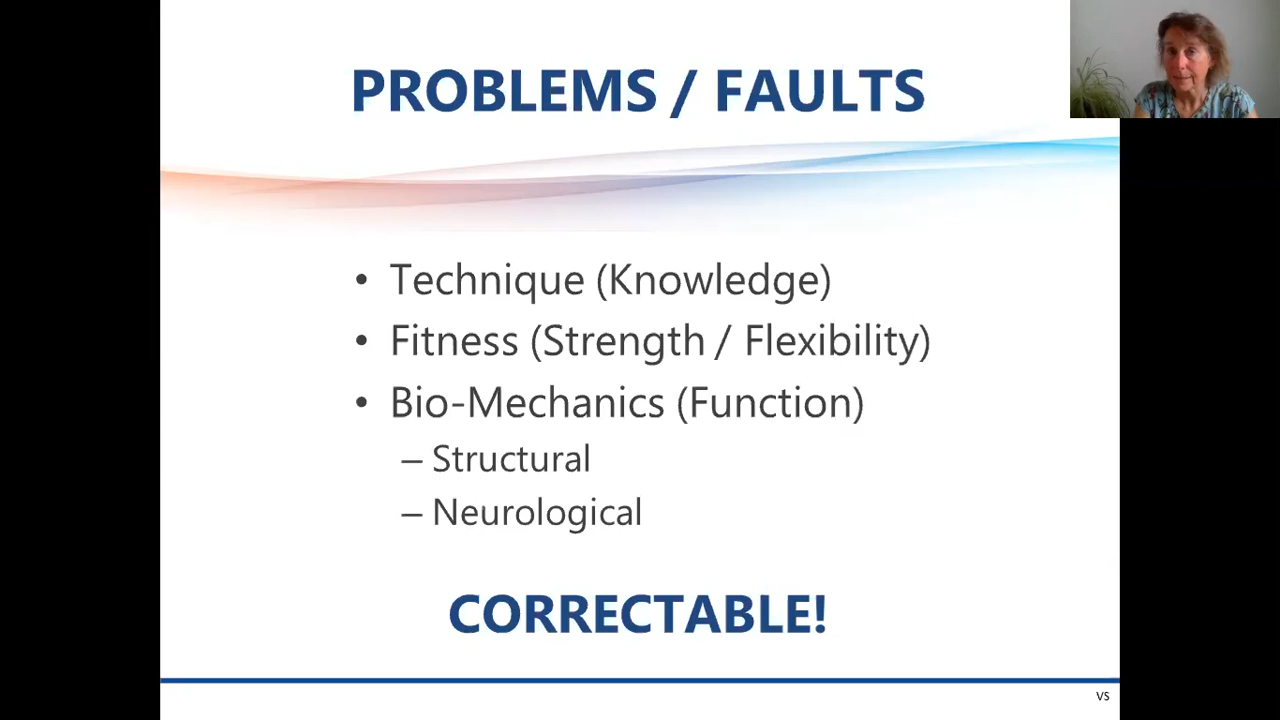 PROBLEMS / FAULTS
• Technique (Knowledge)
• Fitness (Strength / Flexibility)
• Bio-Mechanics (Function)
– Structural
– Neurological
CORRECTABLE!
VS